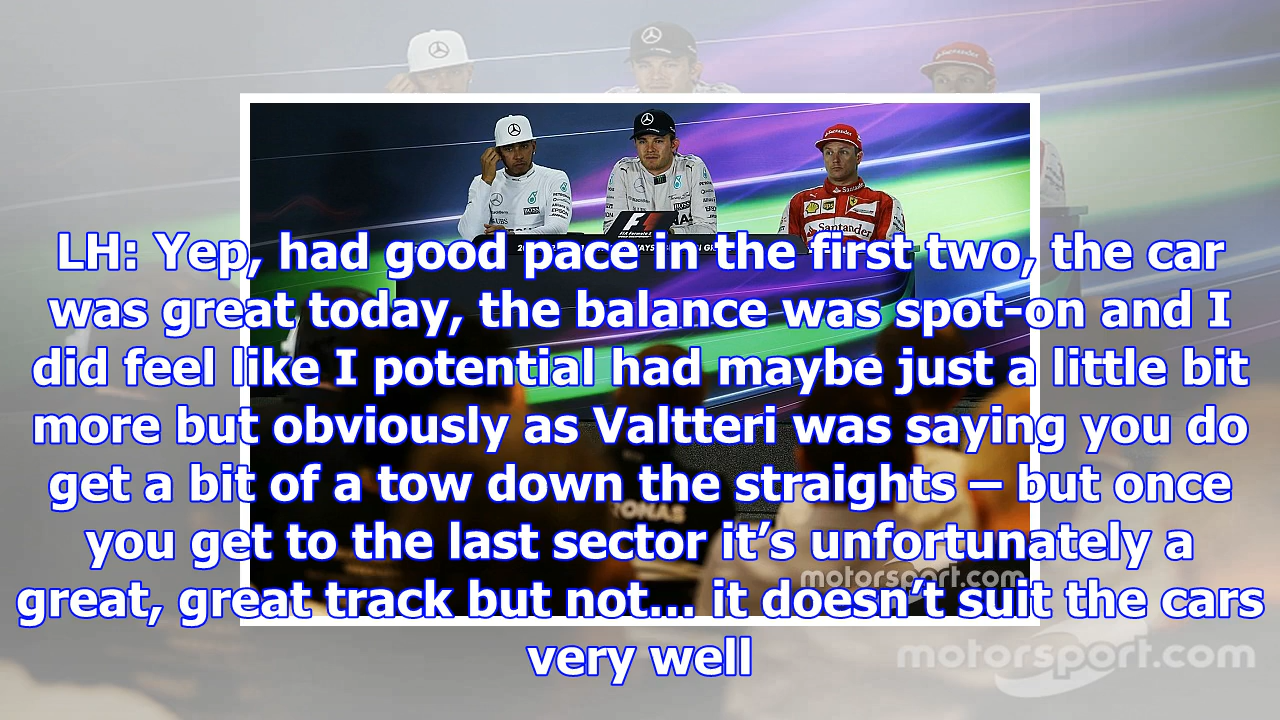 LH: Yep, had good pace in the first two, the car
was great today, the balance was spot-on and I
did feel like I potential had maybe just a little bit
more but obviously as Valtteri was saying you do
get a bit of a tow down the straights – but once
you get to the last sector it’s unfortunately a
great, great track but not... it doesn’t suit the cars
very well
motorsport.com
motorsport.com
Santander
Santander